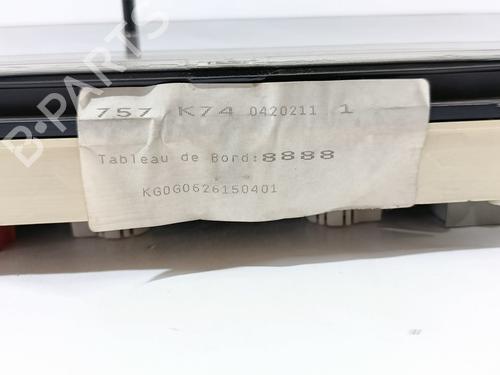 757 K74 0420211 1
Tableau de Bord:8888
KG0G0626150401
B-PARTS